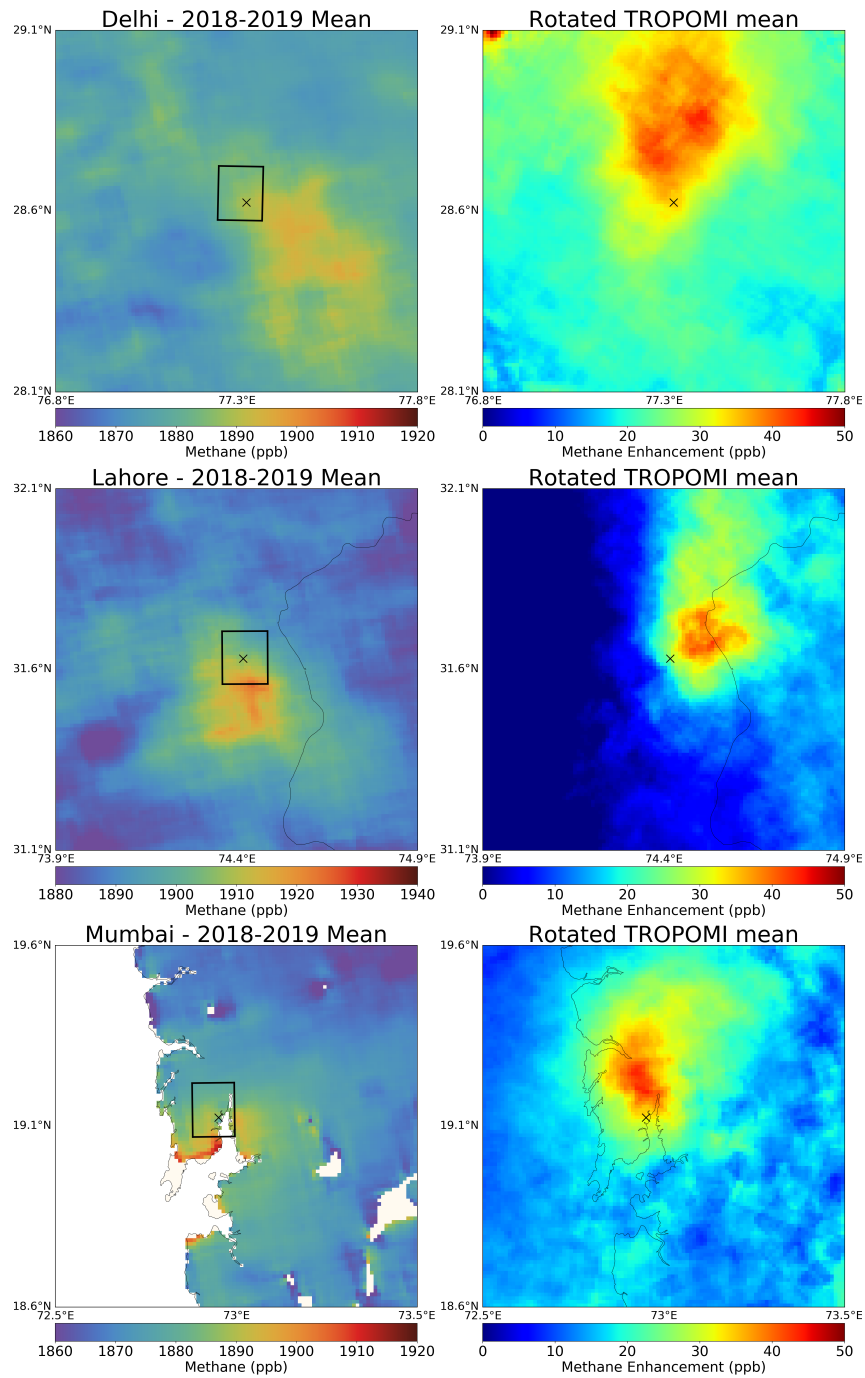 Delhi - 2018-2019 Mean
Rotated TROPOMI mean
29.1°N
29.1°N
28.6°N
28.6°N
28.1°N
28.1°N
76.8°E 77.3°E 77.8°E
76.8°E 77.3°E 77.8°E
1860 1870 1880 1890 1900 1910 1920
0 10 20 30 40 50
Methane (ppb)
Methane Enhancement (ppb)
Lahore - 2018-2019 Mean
Rotated TROPOMI mean
32.1°N
32.1°N
31.6°N
31.6°N
31.1°N
31.1°N
73.9°E 74.4°E 74.9°E
73.9°E 74.4°E 74.9°E
1880 1890 1900 1910 1920 1930 1940
0 10 20 30 40 50
Methane (ppb)
Methane Enhancement (ppb)
Mumbai - 2018-2019 Mean
Rotated TROPOMI mean
19.6°N
19.6°N
19.1°N
19.1°N
18.6°N
18.6°N
72.5°E 73°E 73.5°E
72.5°E 73°E 73.5°E
1860 1870 1880 1890 1900 1910 1920
0 10 20 30 40 50
Methane (ppb)
Methane Enhancement (ppb)